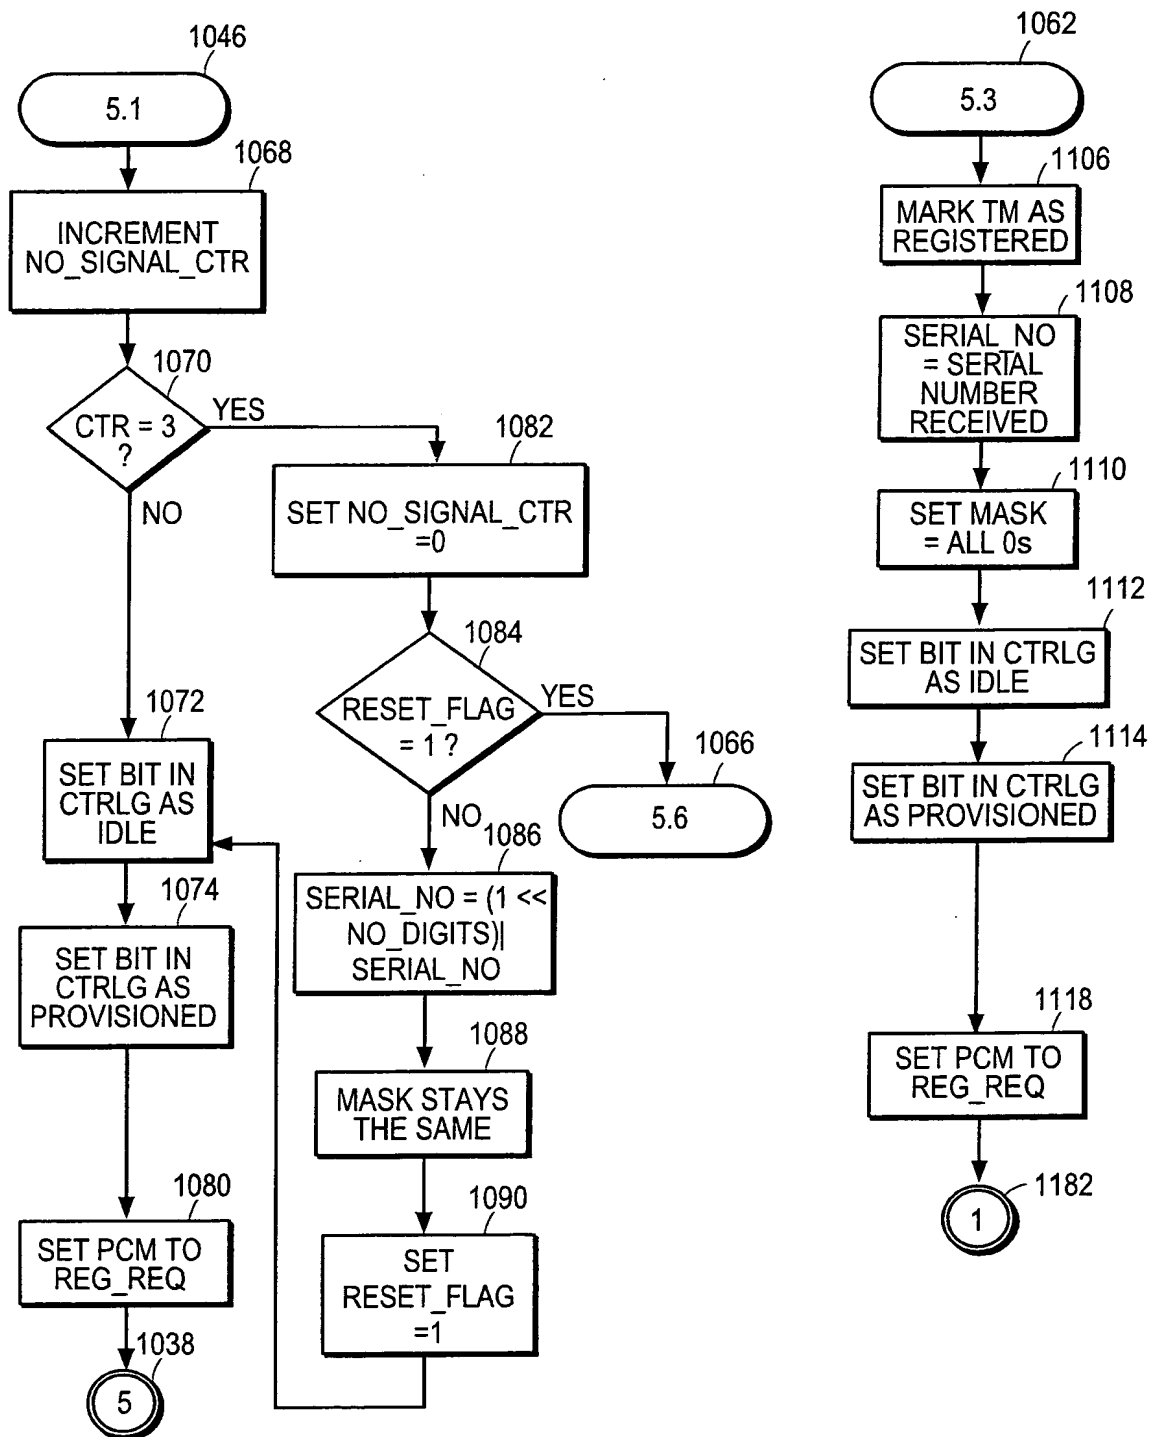 1046
5.1
1068
INCREMENT
NO_SIGNAL_CTR
1070
CTR = 3
?
YES
NO
1082
SET NO_SIGNAL_CTR
=0
1084
RESET_FLAG
= 1 ?
YES
NO
1066
5.6
1072
SET BIT IN
CTRLG AS
IDLE
1074
SET BIT IN
CTRLG AS
PROVISIONED
1080
SET PCM TO
REG_REQ
1038
5
1086
SERIAL_NO = (1 <<
NO_DIGITS)|
SERIAL_NO
1088
MASK STAYS
THE SAME
1090
SET
RESET_FLAG
=1
1062
5.3
1106
MARK TM AS
REGISTERED
1108
SERIAL_NO
= SERTAL
NUMBER
RECEIVED
1110
SET MASK
= ALL 0s
1112
SET BIT IN CTRLG
AS IDLE
1114
SET BIT IN CTRLG
AS PROVISIONED
1118
SET PCM TO
REG_REQ
1182
1